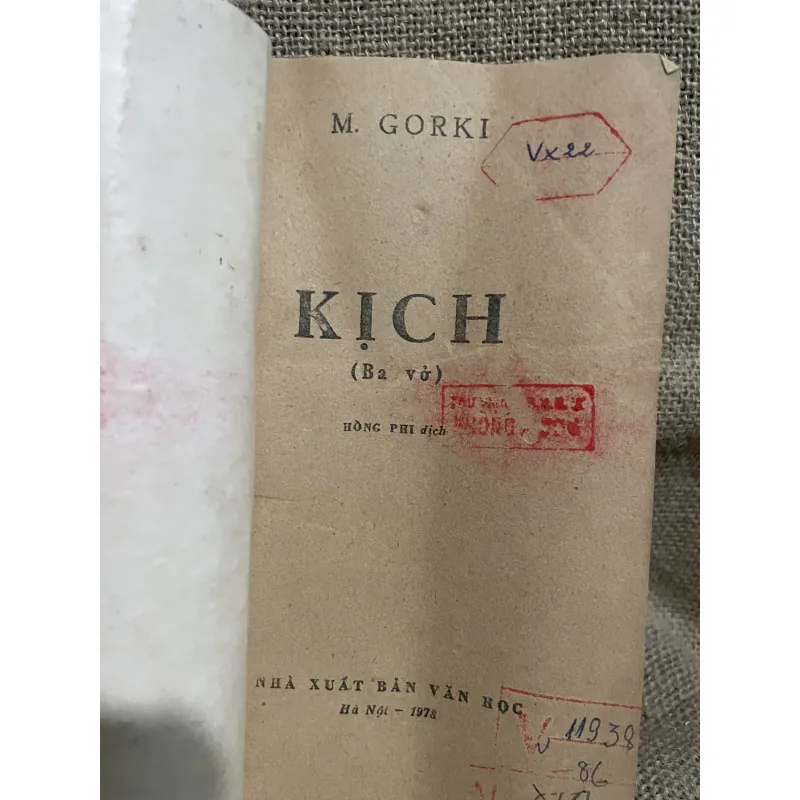 M. GORKI
Vx22
KỊCH
(Ba vở)
HỒNG PHI dịch
NHÀ XUẤT BẢN VĂN HỌC
Hà Nội - 1978
11938
86